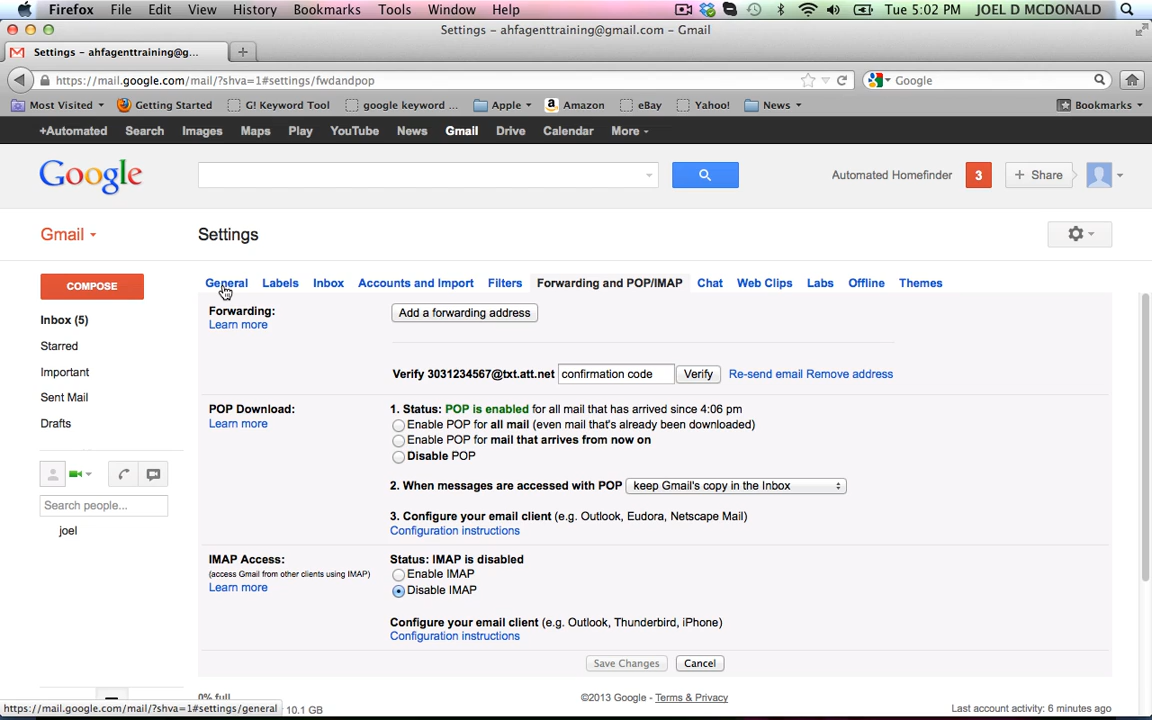 Firefox File Edit View History Bookmarks Tools Window Help Tue 5:02 PM JOEL D MCDONALD
Settings – ahfagenttraining@gmail.com – Gmail
Settings – ahfagenttraining@g...
https://mail.google.com/mail/?shva=1#settings/fwdandpop Google
Most Visited Getting Started G! Keyword Tool google keyword ... Apple Amazon eBay Yahoo! News Bookmarks
+Automated Search Images Maps Play YouTube News Gmail Drive Calendar More
Google Automated Homefinder 3 + Share
Gmail Settings
COMPOSE General Labels Inbox Accounts and Import Filters Forwarding and POP/IMAP Chat Web Clips Labs Offline Themes
Inbox (5)
Starred
Important
Sent Mail
Drafts
Search people...
joel
Forwarding: Add a forwarding address
Learn more
Verify 3031234567@txt.att.net confirmation code Verify Re-send email Remove address
POP Download: 1. Status: POP is enabled for all mail that has arrived since 4:06 pm
Learn more Enable POP for all mail (even mail that's already been downloaded)
Enable POP for mail that arrives from now on
Disable POP
2. When messages are accessed with POP keep Gmail's copy in the Inbox
3. Configure your email client (e.g. Outlook, Eudora, Netscape Mail)
Configuration instructions
IMAP Access: Status: IMAP is disabled
(access Gmail from other clients using IMAP) Enable IMAP
Learn more Disable IMAP
Configure your email client (e.g. Outlook, Thunderbird, iPhone)
Configuration instructions
Save Changes Cancel
0% full ©2013 Google - Terms & Privacy
https://mail.google.com/mail/?shva=1#settings/general 10.1 GB Last account activity: 6 minutes ago